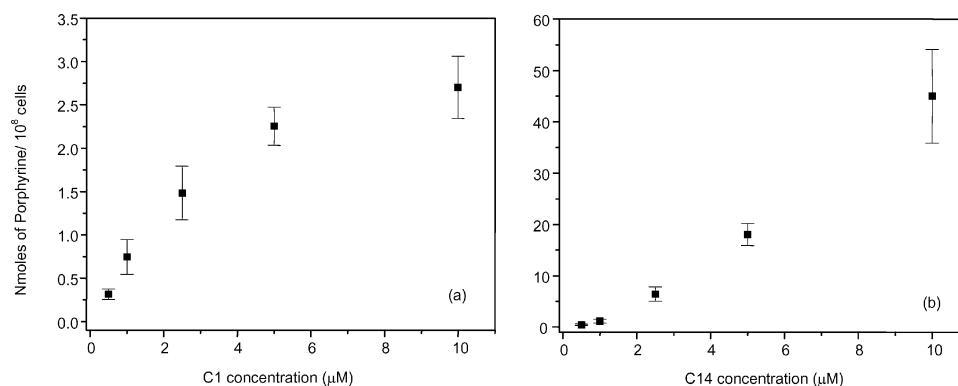 3.5
3.0
2.5
2.0
1.5
1.0
0.5
0.0
Nmoles of Porphyrine/ 10⁸ cells
0 2 4 6 8 10
C1 concentration (μM)
(a)
60
50
40
30
20
10
0
0 2 4 6 8 10
C14 concentration (μM)
(b)